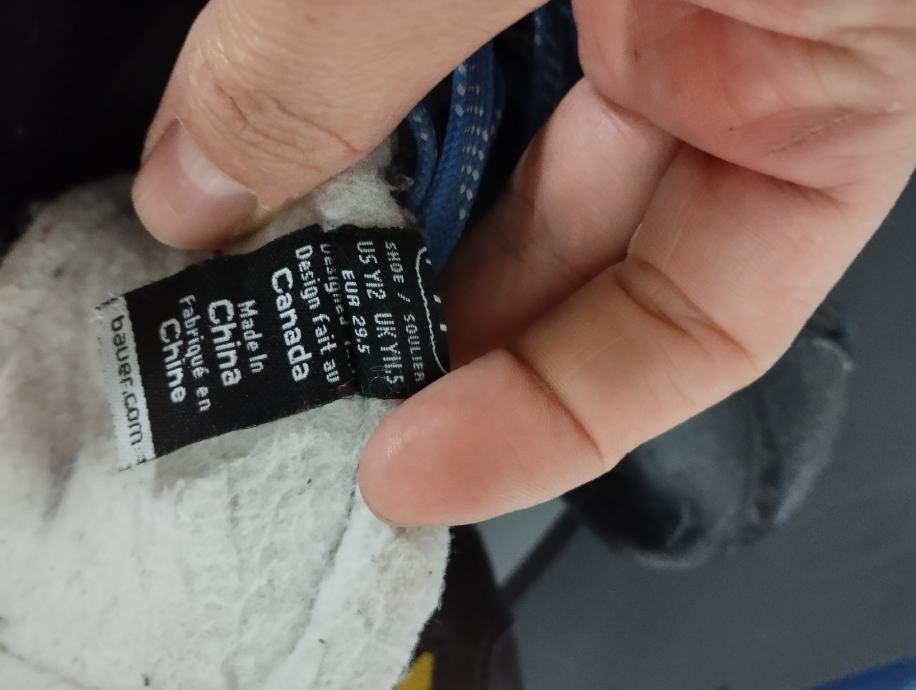 SHOE / SOULIER
US Y12 UK Y11.5
EUR 29.5
Designed
Design fait au
Canada
Made In
China
Fabriqué en
Chine
bauer.com